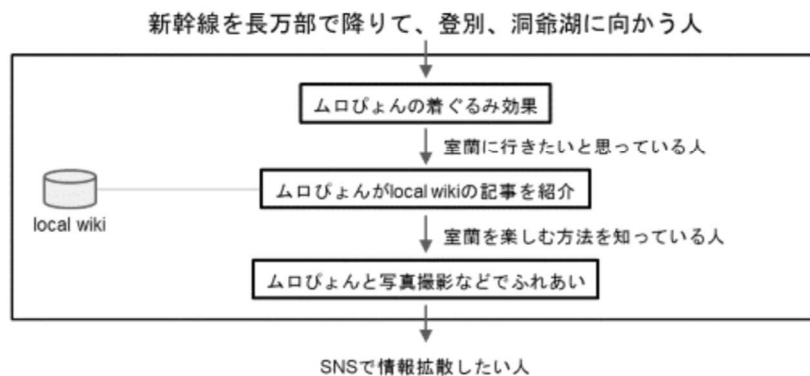 新幹線を長万部で降りて、登別、洞爺湖に向かう人
ムロぴょんの着ぐるみ効果
室蘭に行きたいと思っている人
ムロぴょんがlocal wikiの記事を紹介
local wiki
室蘭を楽しむ方法を知っている人
ムロぴょんと写真撮影などでふれあい
SNSで情報拡散したい人